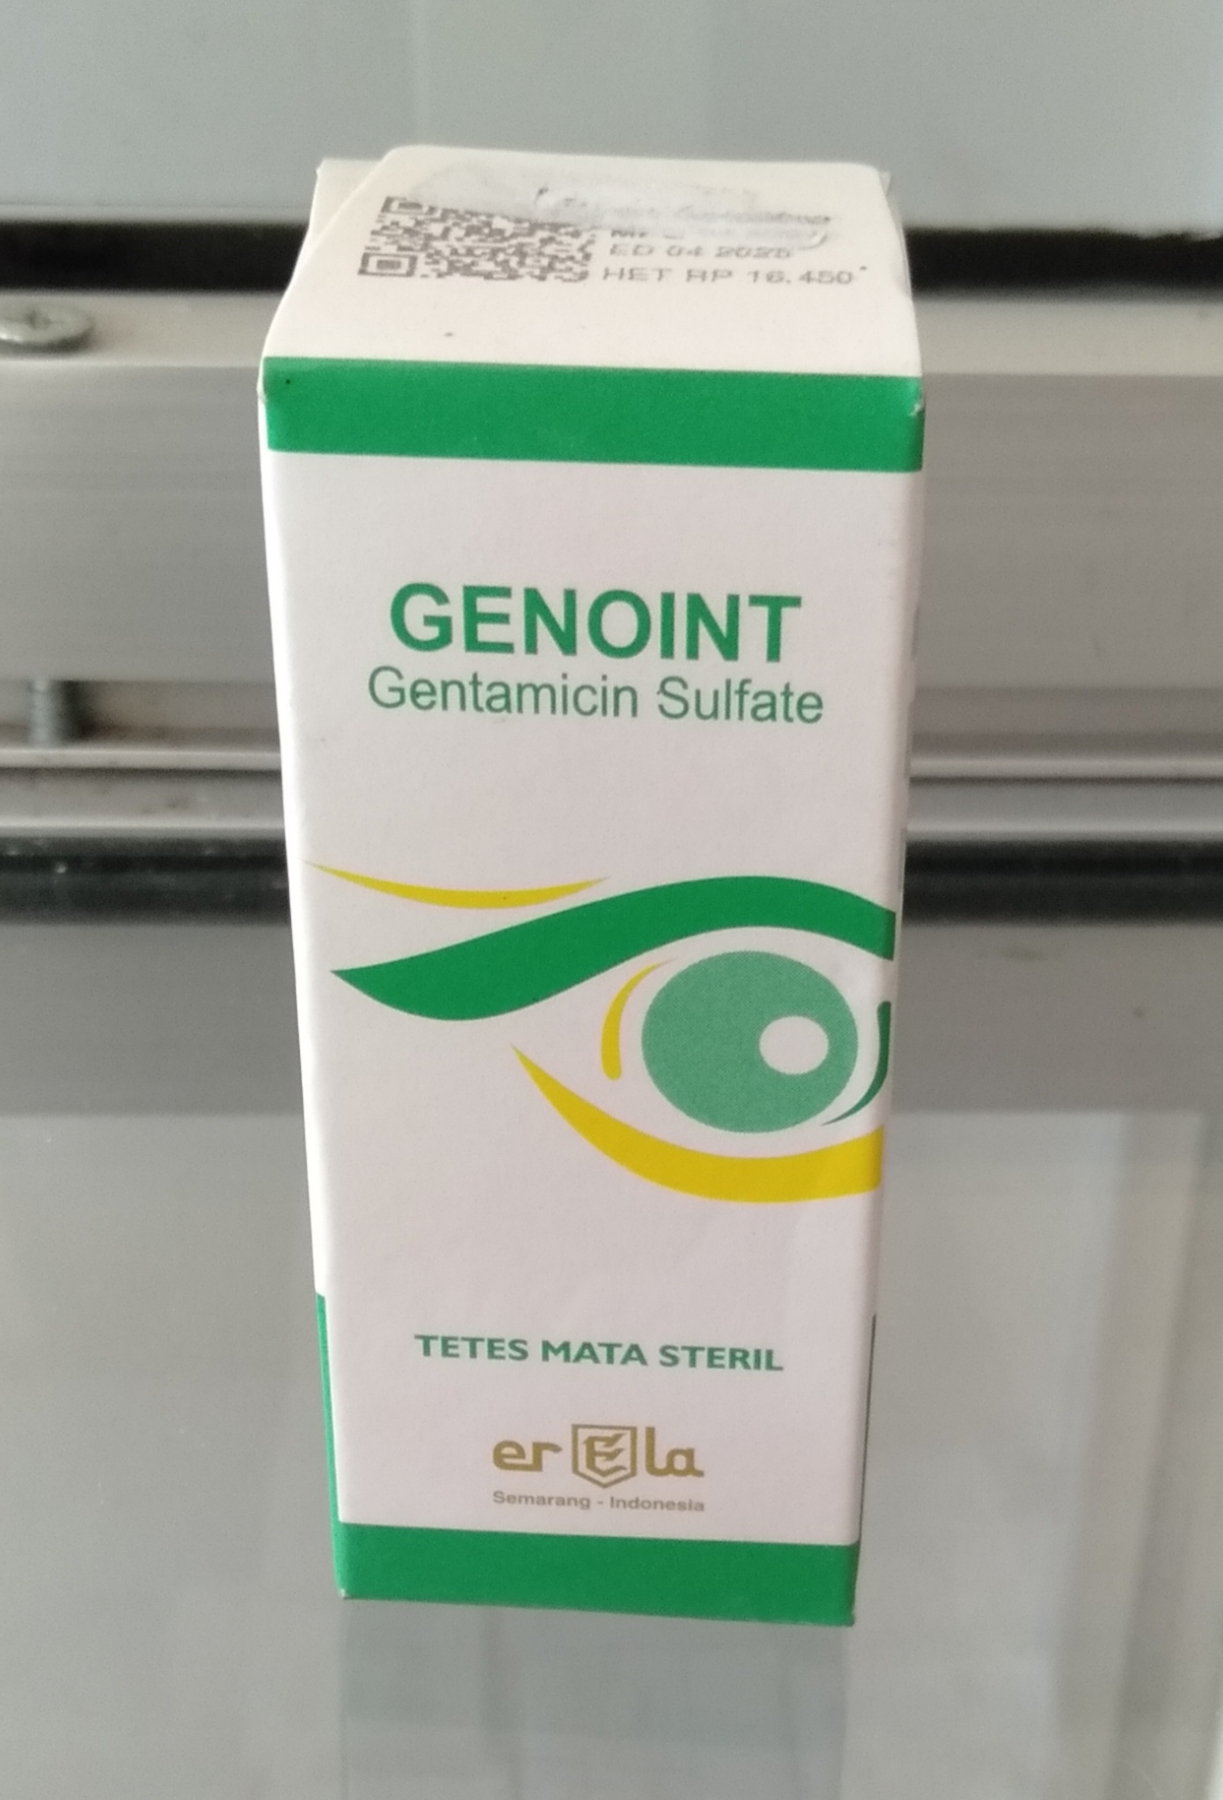 ED 04 2025
HET RP 16.450
GENOINT
Gentamicin Sulfate
TETES MATA STERIL
erEla
Semarang - Indonesia